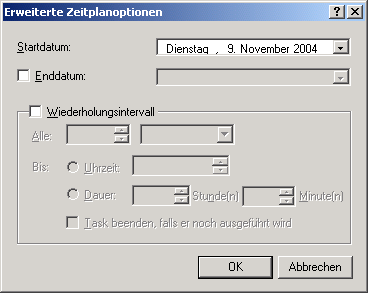 Erweiterte Zeitplanoptionen
Startdatum: Dienstag , 9. November 2004
Enddatum:
Wiederholungsintervall
Alle:
Bis: Uhrzeit:
Dauer: Stunde(n) Minute(n)
Task beenden, falls er noch ausgeführt wird
OK Abbrechen